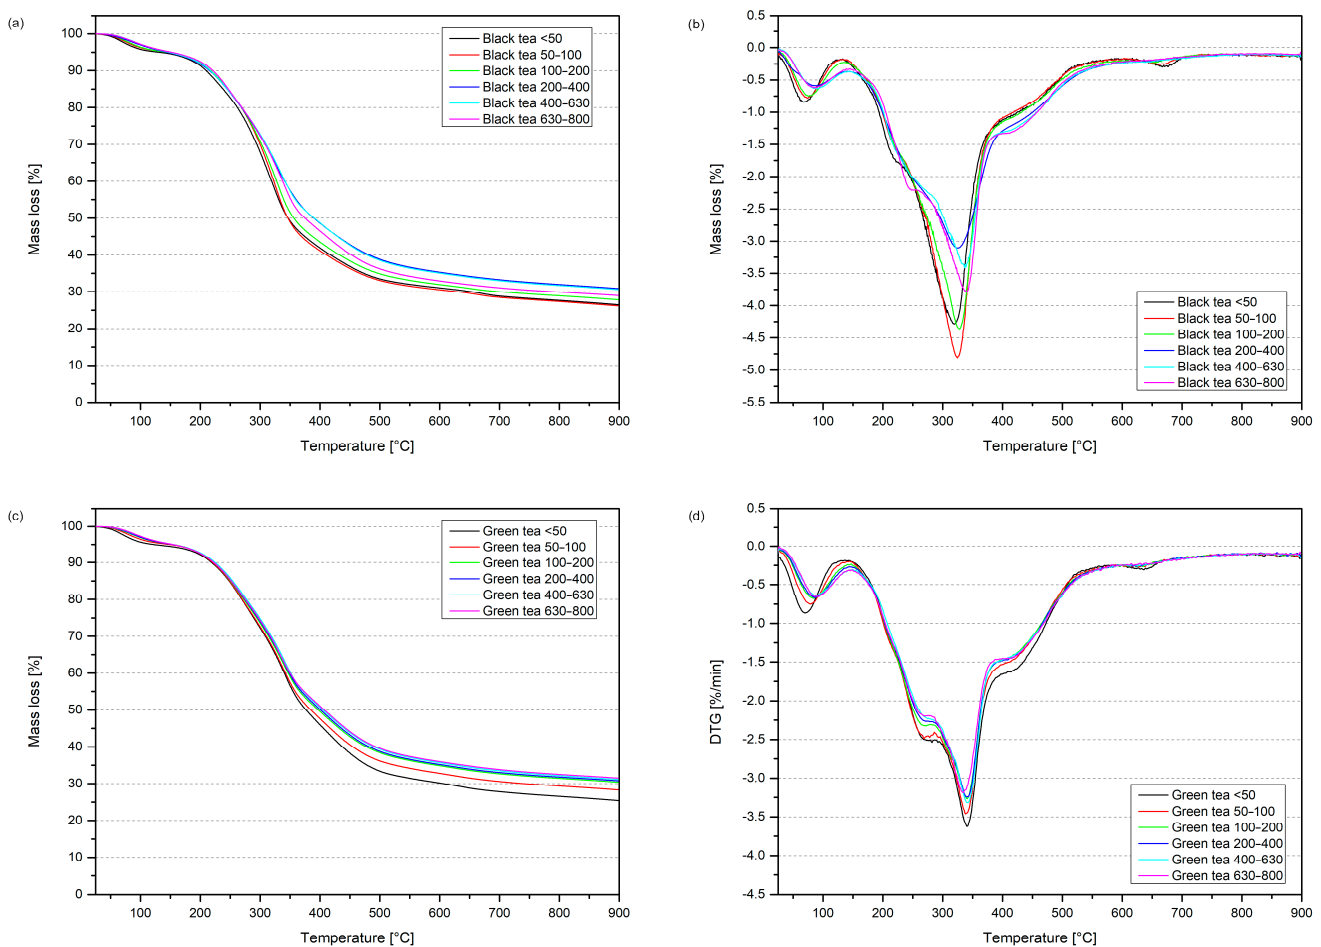 (a)
100
90
80
70
60
50
40
30
20
10
0
Mass loss [%]
100 200 300 400 500 600 700 800 900
Temperature [°C]
Black tea <50
Black tea 50–100
Black tea 100–200
Black tea 200–400
Black tea 400–630
Black tea 630–800
(b)
0.5
0.0
-0.5
-1.0
-1.5
-2.0
-2.5
-3.0
-3.5
-4.0
-4.5
-5.0
-5.5
Mass loss [%]
100 200 300 400 500 600 700 800 900
Temperature [°C]
Black tea <50
Black tea 50–100
Black tea 100–200
Black tea 200–400
Black tea 400–630
Black tea 630–800
(c)
100
90
80
70
60
50
40
30
20
10
0
Mass loss [%]
100 200 300 400 500 600 700 800 900
Temperature [°C]
Green tea <50
Green tea 50–100
Green tea 100–200
Green tea 200–400
Green tea 400–630
Green tea 630–800
(d)
0.5
0.0
-0.5
-1.0
-1.5
-2.0
-2.5
-3.0
-3.5
-4.0
-4.5
DTG [%/min]
100 200 300 400 500 600 700 800 900
Temperature [°C]
Green tea <50
Green tea 50–100
Green tea 100–200
Green tea 200–400
Green tea 400–630
Green tea 630–800